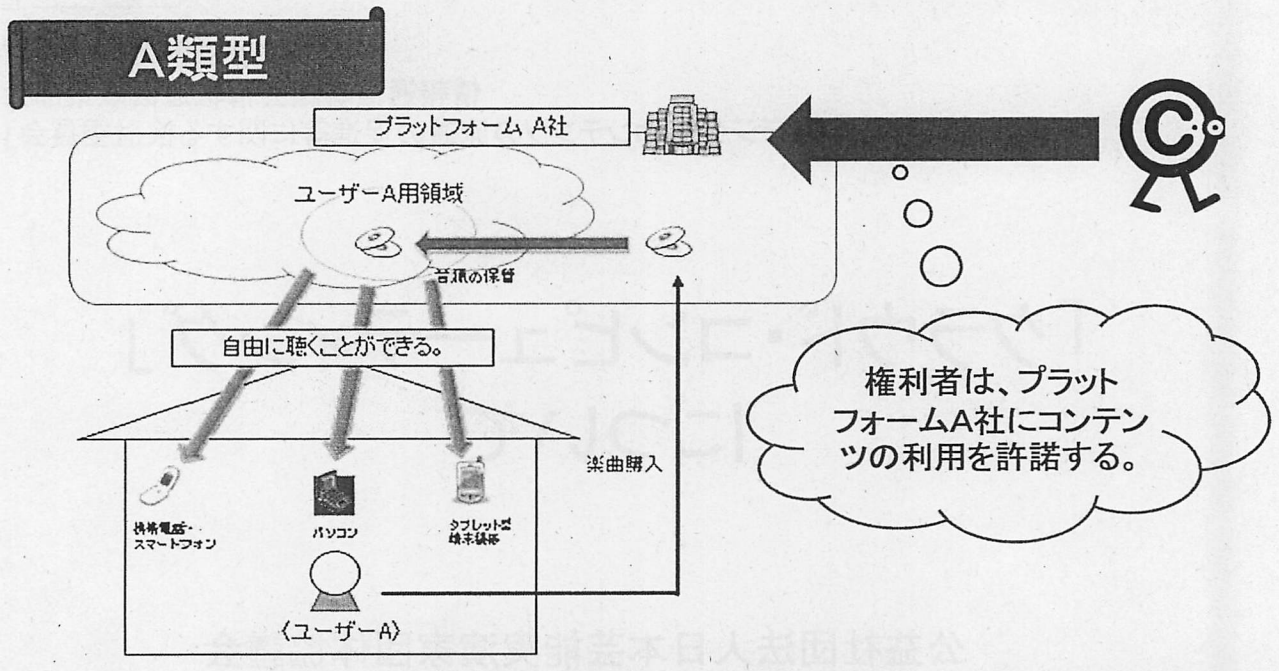 A類型
プラットフォーム A社
ユーザーA用領域
音源の保管
自由に聴くことができる。
権利者は、プラット
フォームA社にコンテン
ツの利用を許諾する。
楽曲購入
携帯電話・
スマートフォン
パソコン
タブレット型
端末機器
〈ユーザーA〉
C